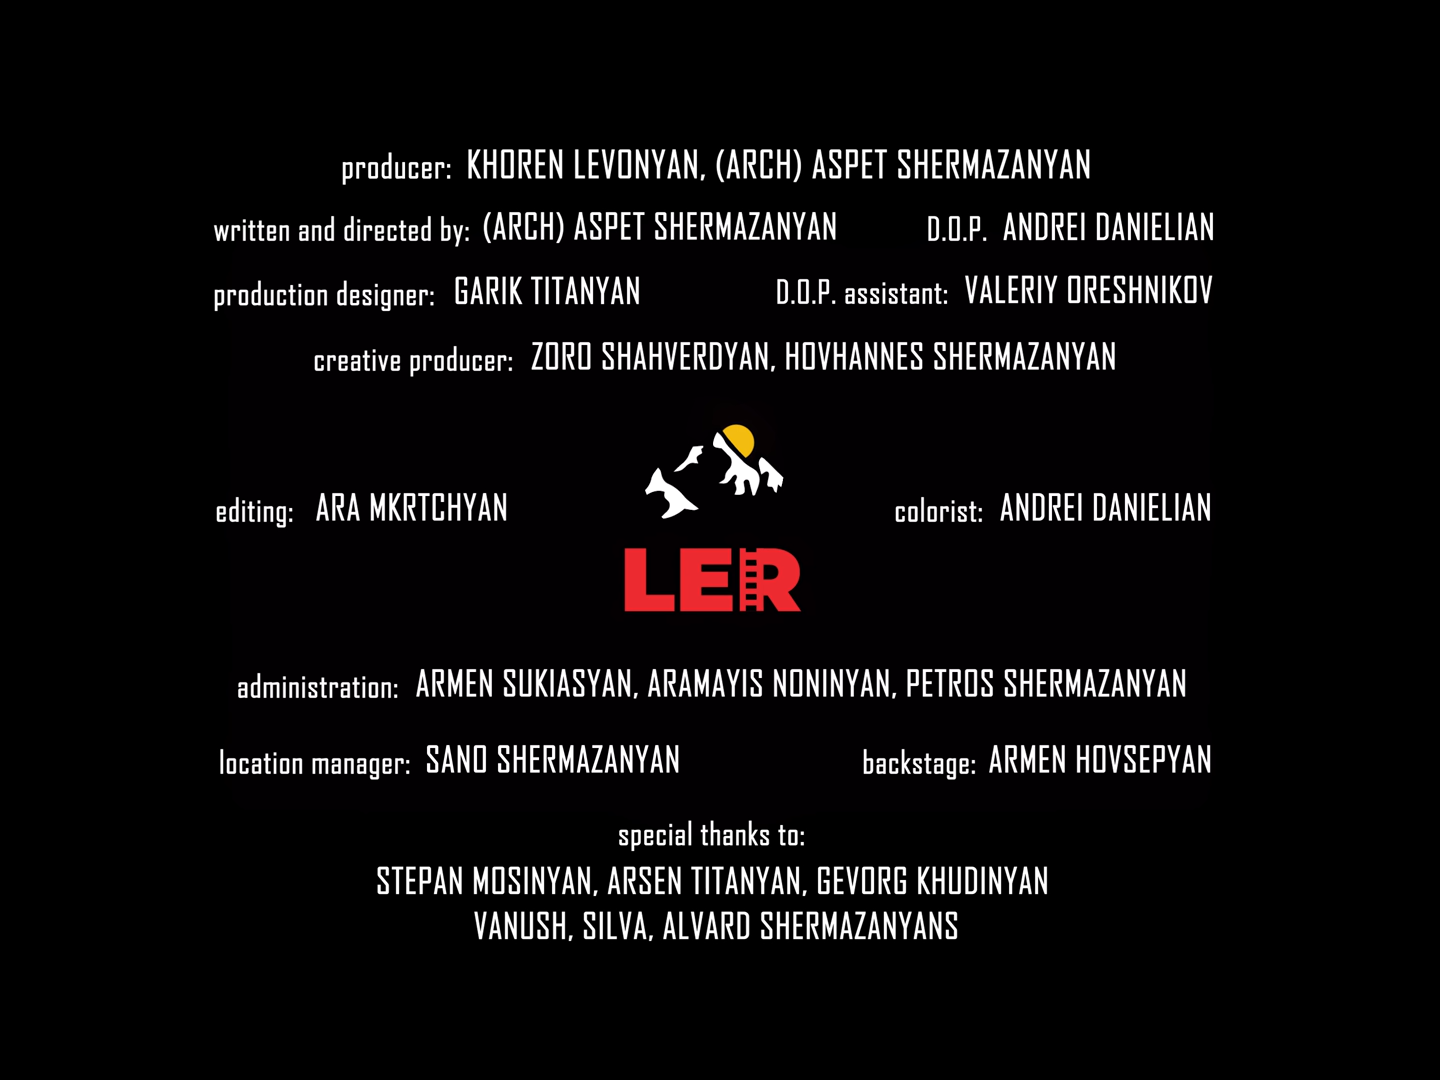 producer: KHOREN LEVONYAN, (ARCH) ASPET SHERMAZANYAN
written and directed by: (ARCH) ASPET SHERMAZANYAN D.O.P. ANDREI DANIELIAN
production designer: GARIK TITANYAN D.O.P. assistant: VALERIY ORESHNIKOV
creative producer: ZORO SHAHVERDYAN, HOVHANNES SHERMAZANYAN
editing: ARA MKRTCHYAN colorist: ANDREI DANIELIAN
LER
administration: ARMEN SUKIASYAN, ARAMAYIS NONINYAN, PETROS SHERMAZANYAN
location manager: SANO SHERMAZANYAN backstage: ARMEN HOVSEPYAN
special thanks to:
STEPAN MOSINYAN, ARSEN TITANYAN, GEVORG KHUDINYAN
VANUSH, SILVA, ALVARD SHERMAZANYANS